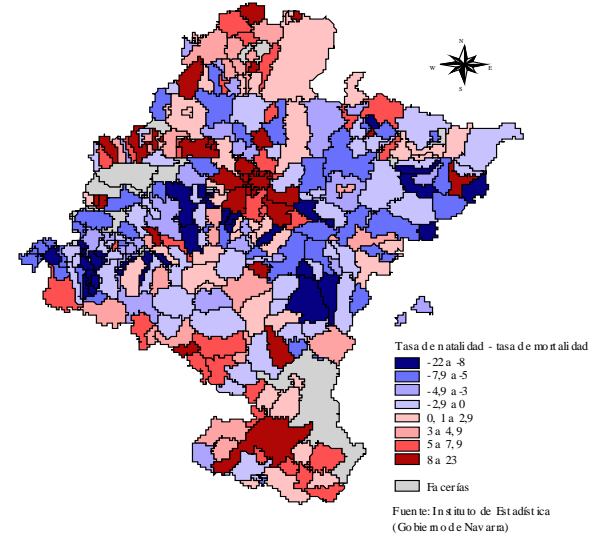 N
W E
S
Tasa de natalidad - tasa de mortalidad
-22 a -8
-7,9 a -5
-4,9 a -3
-2,9 a 0
0, 1 a 2,9
3 a 4,9
5 a 7,9
8 a 23
Facerías
Fuente: Instituto de Estadística
(Gobierno de Navarra)